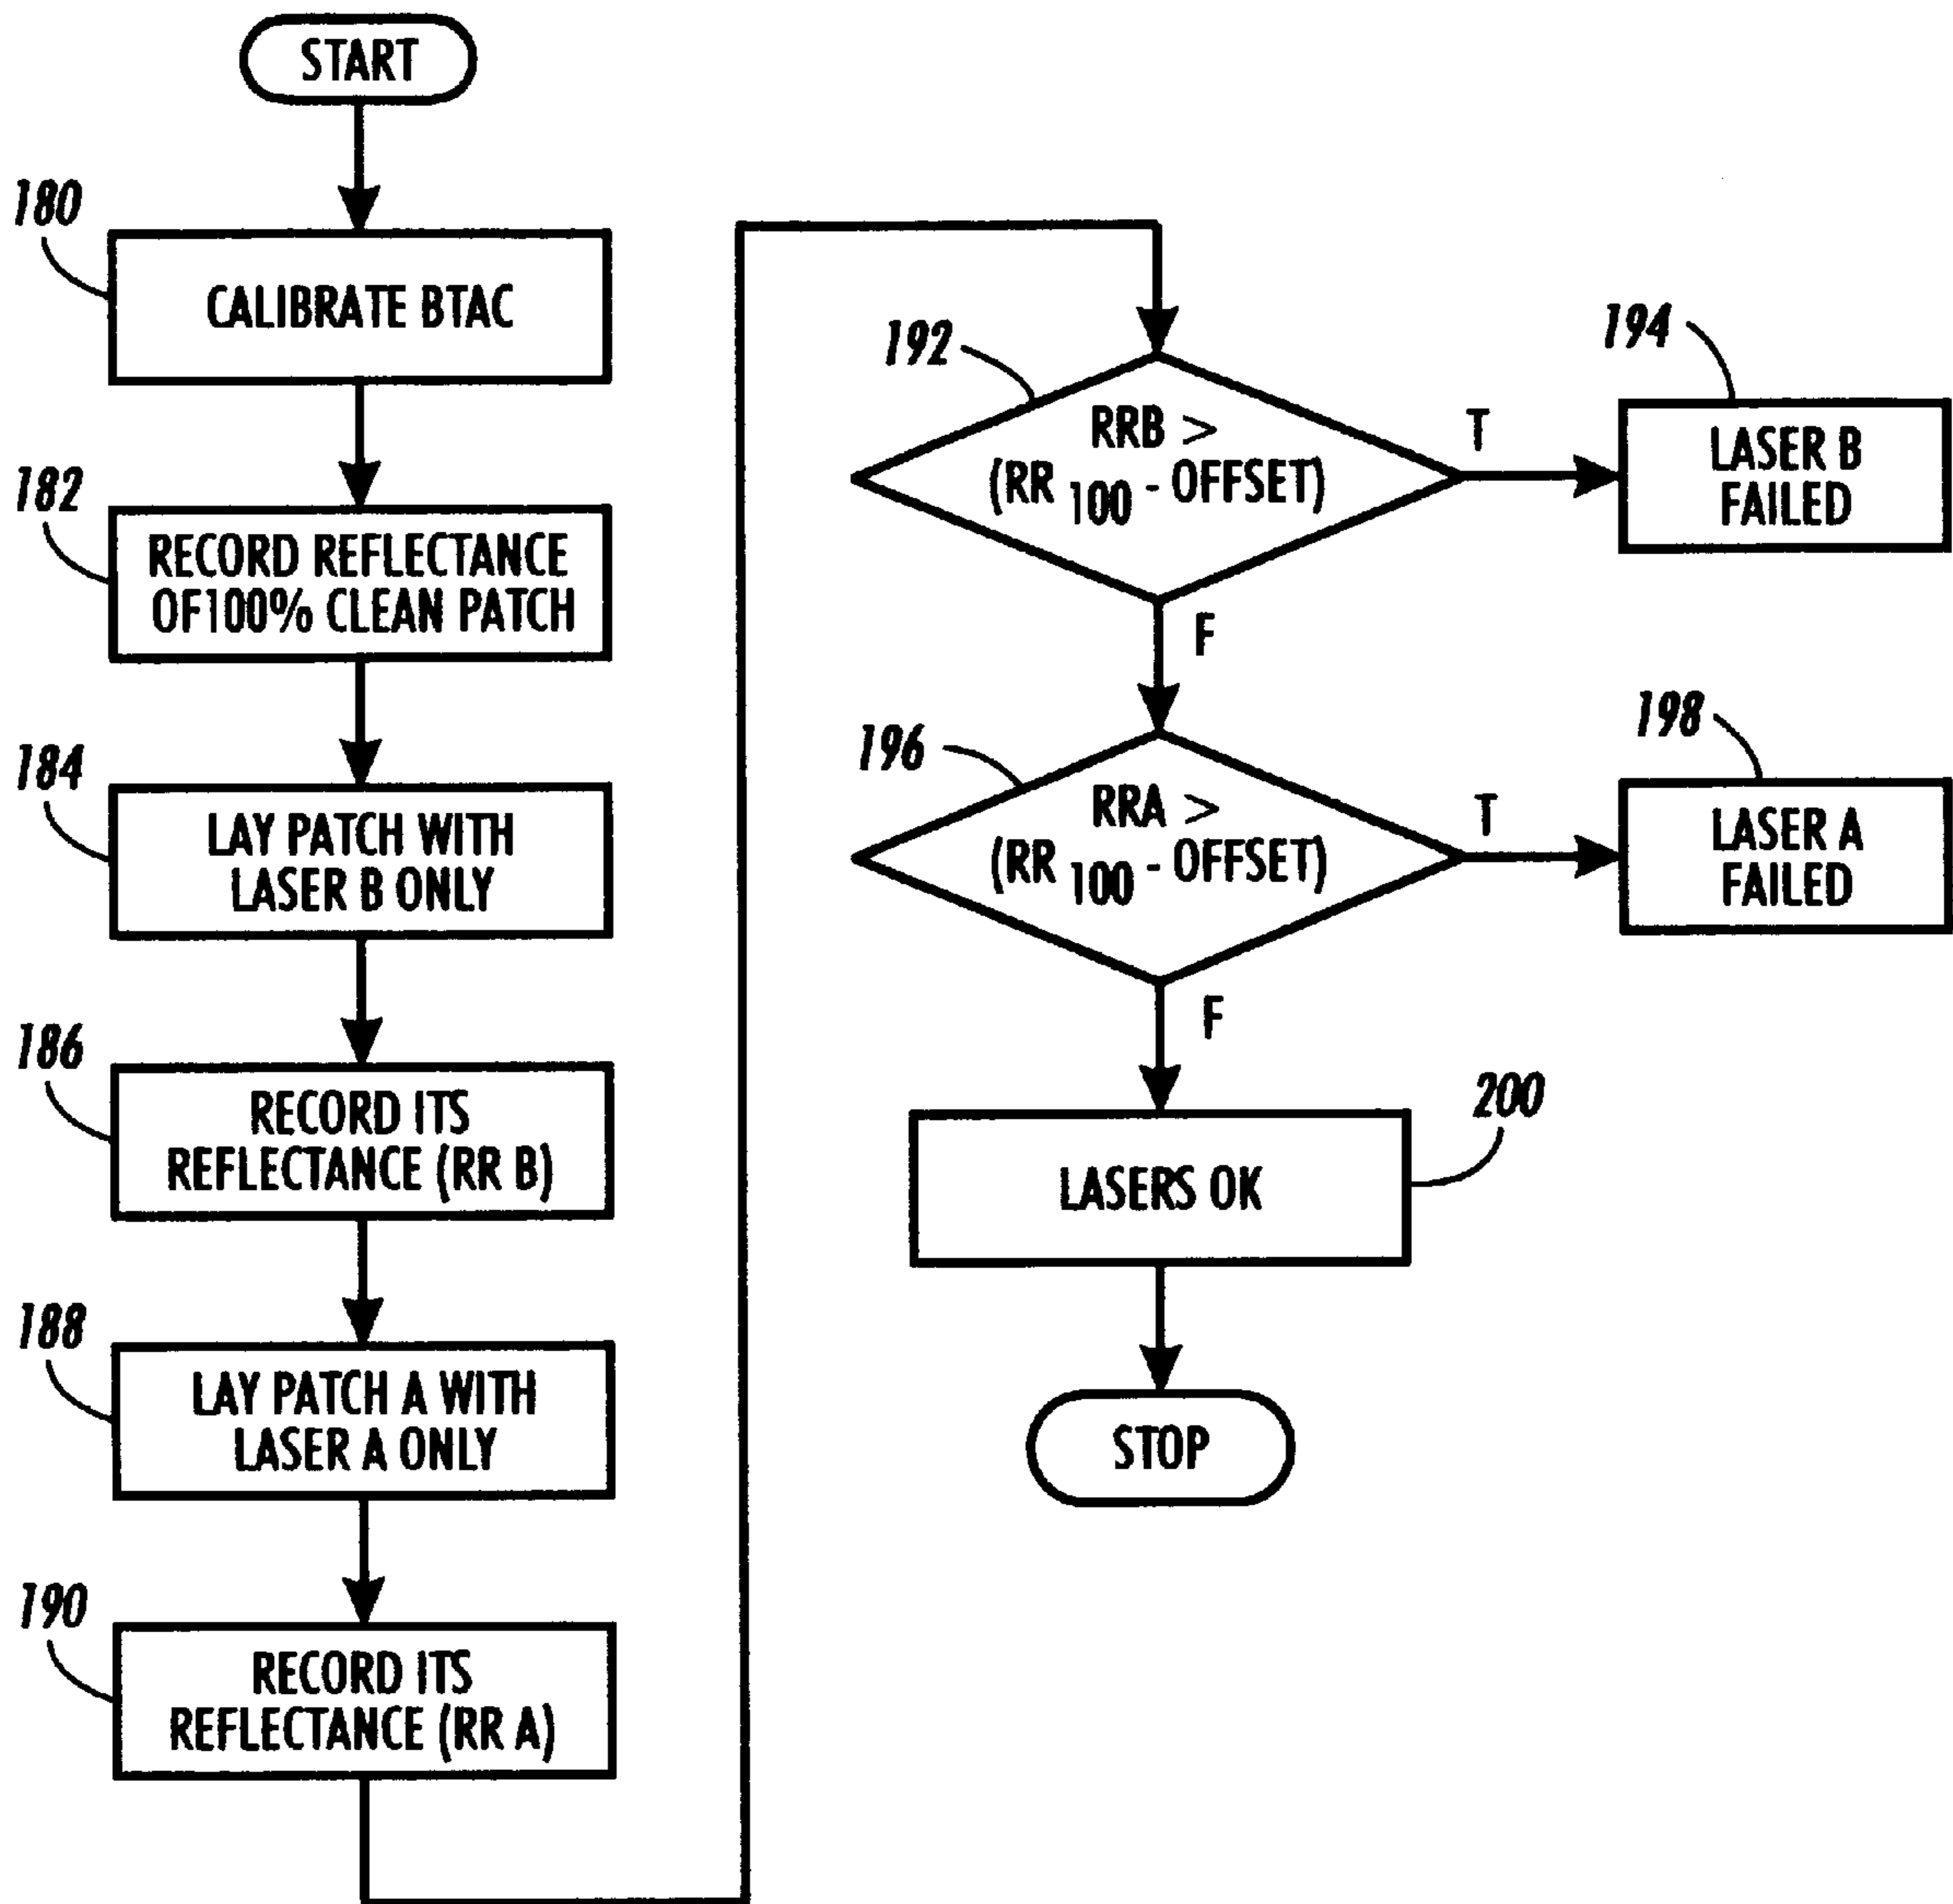 START
180
CALIBRATE BTAC
182
RECORD REFLECTANCE
OF100% CLEAN PATCH
184
LAY PATCH WITH
LASER B ONLY
186
RECORD ITS
REFLECTANCE (RR B)
188
LAY PATCH A WITH
LASER A ONLY
190
RECORD ITS
REFLECTANCE (RR A)
192
RRB >
(RR 100 - OFFSET)
T
F
194
LASER B
FAILED
196
RRA >
(RR 100 - OFFSET)
T
F
198
LASER A
FAILED
200
LASERS OK
STOP